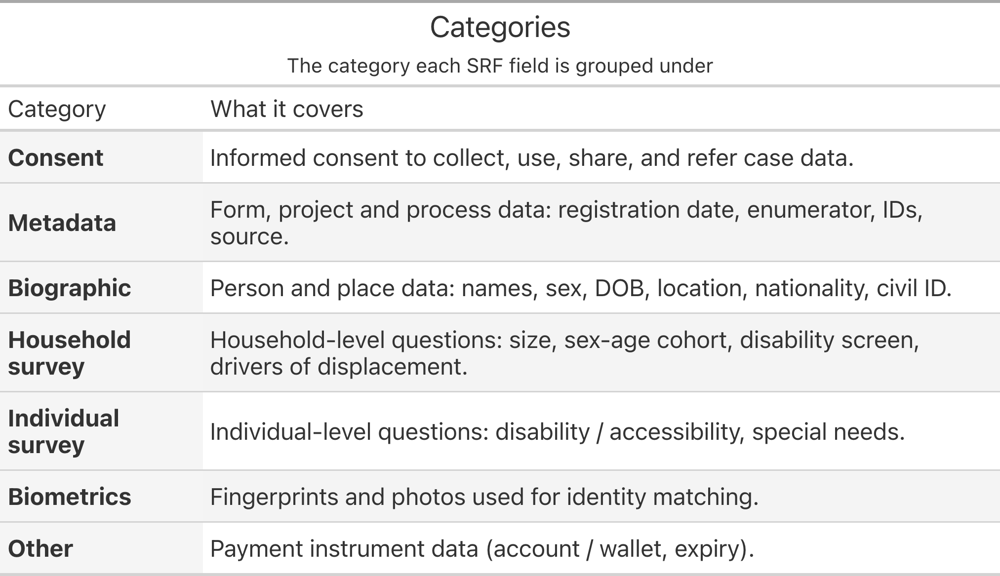 Categories
The category each SRF field is grouped under
Category What it covers
Consent Informed consent to collect, use, share, and refer case data.
Metadata Form, project and process data: registration date, enumerator, IDs,
source.
Biographic Person and place data: names, sex, DOB, location, nationality, civil ID.
Household
survey
Household-level questions: size, sex-age cohort, disability screen,
drivers of displacement.
Individual
survey
Individual-level questions: disability / accessibility, special needs.
Biometrics Fingerprints and photos used for identity matching.
Other Payment instrument data (account / wallet, expiry).